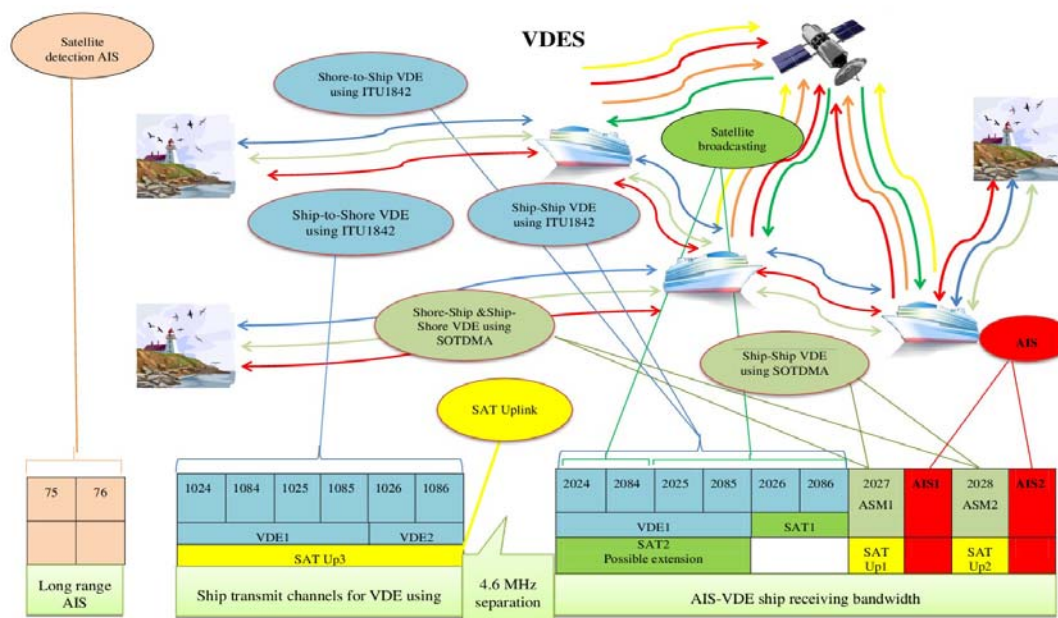 VDES
Satellite
detection AIS
Shore-to-Ship VDE
using ITU1842
Satellite
broadcasting
Ship-to-Shore VDE
using ITU1842
Ship-Ship VDE
using ITU1842
Shore-Ship &Ship-
Shore VDE using
SOTDMA
Ship-Ship VDE
using SOTDMA
AIS
SAT Uplink
75 76
1024 1084 1025 1085 1026 1086
2024 2084 2025 2085 2026 2086 2027 AIS1 2028 AIS2
ASM1 ASM2
VDE1 VDE2
VDE1 SAT1
SAT Up3
SAT2
Possible extension
SAT
Up1
SAT
Up2
Long range
AIS
Ship transmit channels for VDE using
4.6 MHz
separation
AIS-VDE ship receiving bandwidth